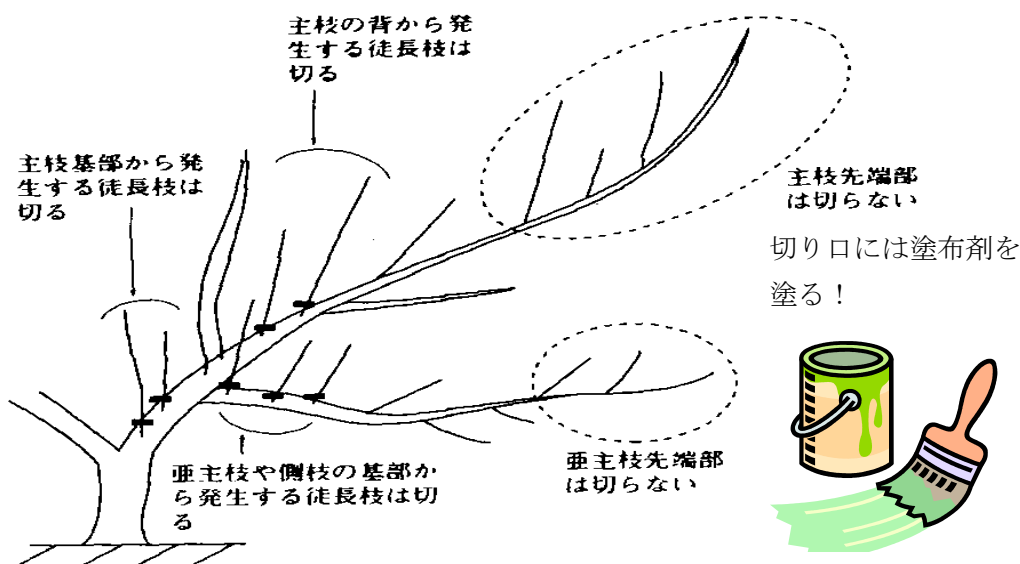 主枝の背から発
生する徒長枝は
切る
主枝基部から発
生する徒長枝は
切る
主枝先端部
は切らない
切り口には塗布剤を
塗る！
亜主枝や側枝の基部か
ら発生する徒長枝は切
る
亜主枝先端部
は切らない